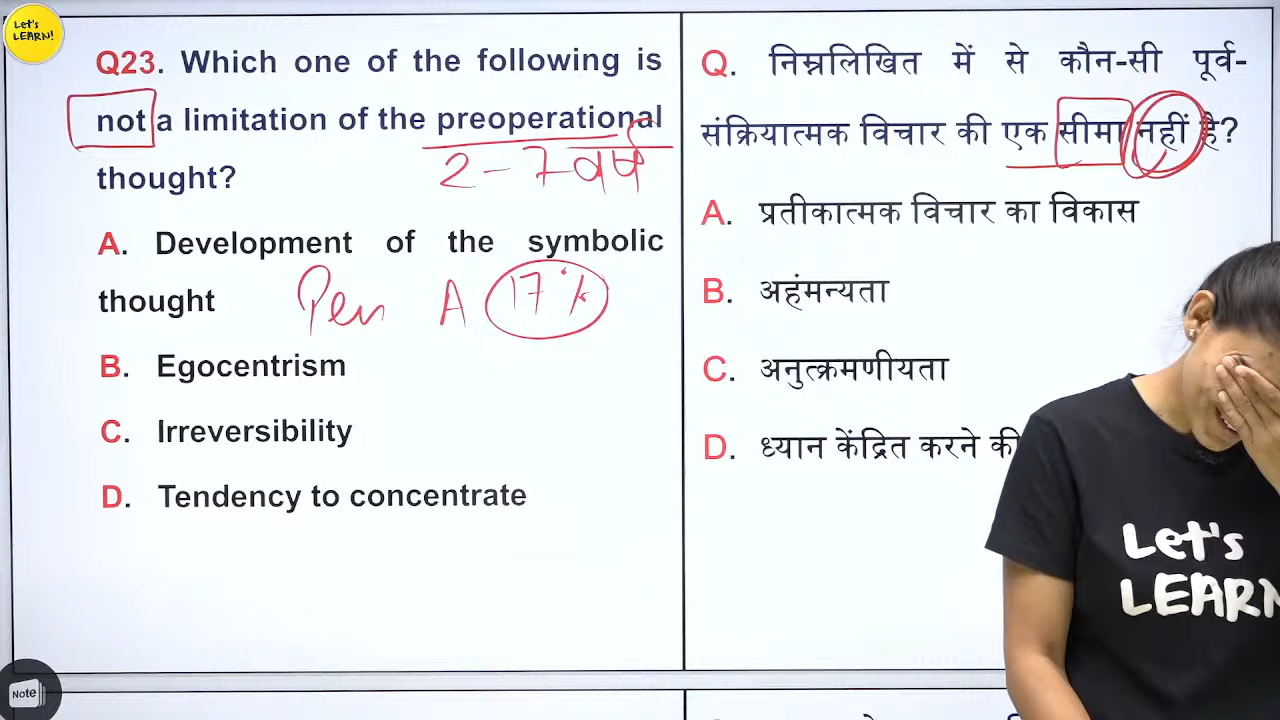 Let's
LEARN!
Q23. Which one of the following is
not a limitation of the preoperational
thought?
2-7 वर्ष
A. Development of the symbolic
thought
Pen A 17%
B. Egocentrism
C. Irreversibility
D. Tendency to concentrate
Q. निम्नलिखित में से कौन-सी पूर्व-
संक्रियात्मक विचार की एक सीमा नहीं है?
A. प्रतीकात्मक विचार का विकास
B. अहंमन्यता
C. अनुत्क्रमणीयता
D. ध्यान केंद्रित करने की
Let's
LEARN
Note